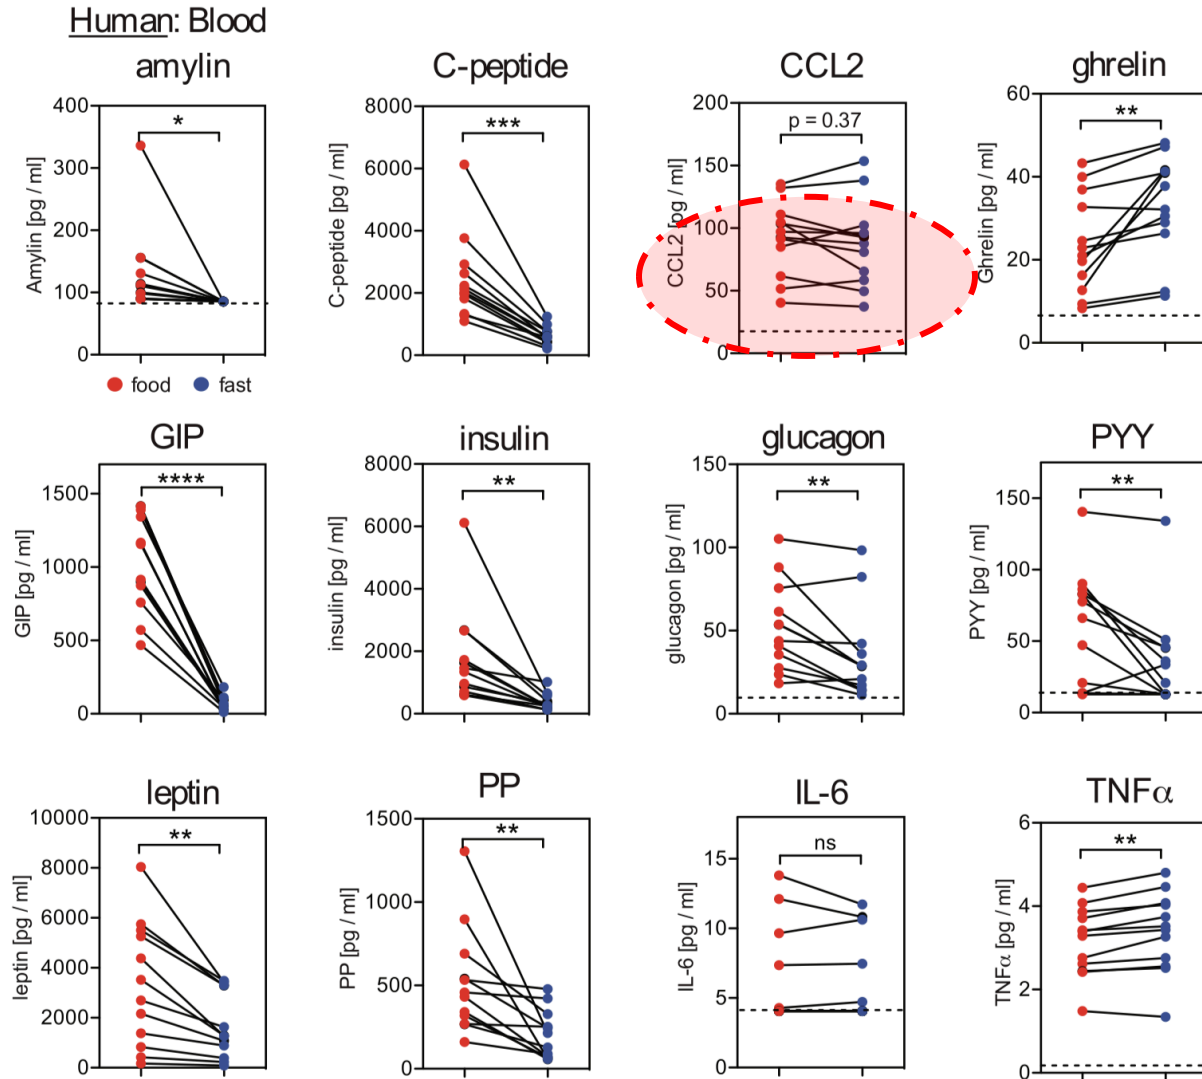 Human: Blood
amylin
C-peptide
CCL2
ghrelin
400
300
200
100
0
Amylin [pg / ml]
*
food
fast
8000
6000
4000
2000
0
C-peptide [pg / ml]
***
200
150
100
50
0
CCL2 [pg / ml]
p = 0.37
60
40
20
0
Ghrelin [pg / ml]
**
GIP
insulin
glucagon
PYY
1500
1000
500
0
GIP [pg / ml]
****
8000
6000
4000
2000
0
insulin [pg / ml]
**
150
100
50
0
glucagon [pg / ml]
**
150
100
50
0
PYY [pg / ml]
**
leptin
PP
IL-6
TNFα
10000
8000
6000
4000
2000
0
leptin [pg / ml]
**
1500
1000
500
0
PP [pg / ml]
**
15
10
5
0
IL-6 [pg / ml]
ns
6
4
2
0
TNFα [pg / ml]
**